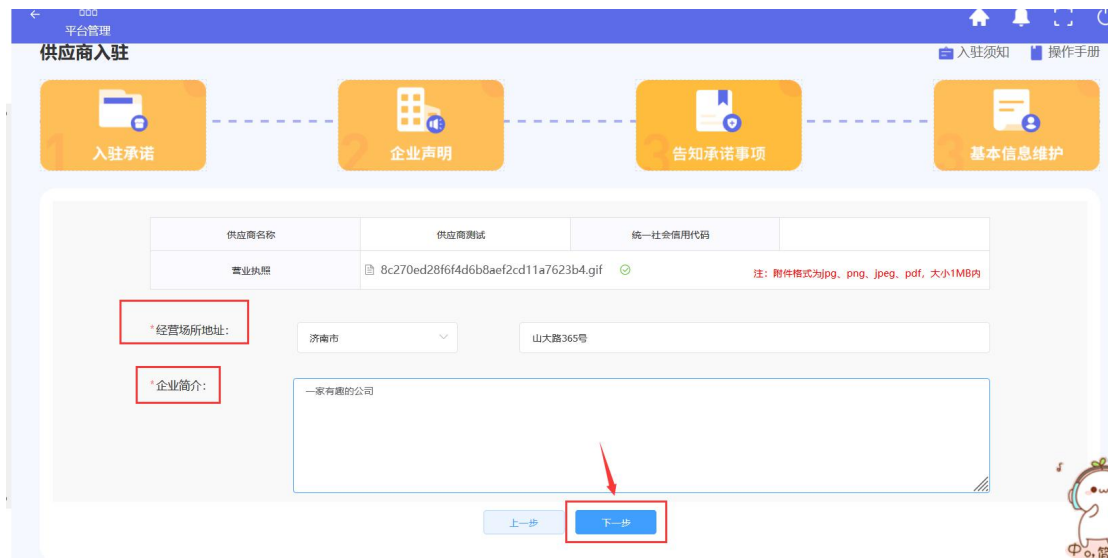 平台管理
供应商入驻
入驻须知
操作手册
1 入驻承诺
2 企业声明
3 告知承诺事项
3 基本信息维护
供应商名称 供应商测试 统一社会信用代码
营业执照 8c270ed28f6f4d6b8aef2cd11a7623b4.gif 注：附件格式为jpg、png、jpeg、pdf，大小1MB内
*经营场所地址： 济南市 山大路365号
*企业简介： 一家有趣的公司
上一步 下一步
中